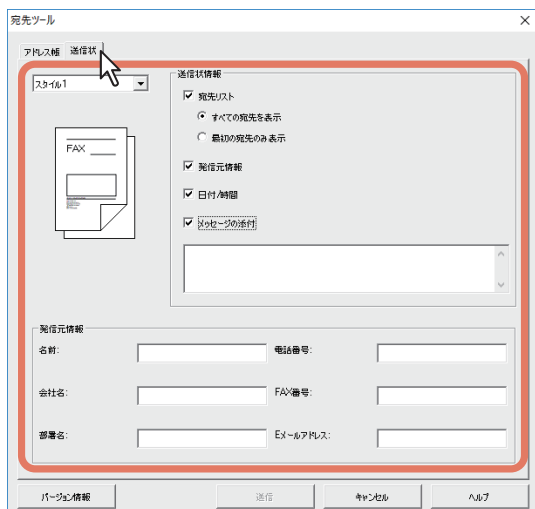 宛先ツール
アドレス帳 送信状
スタイル1
FAX
送信状情報
宛先リスト
すべての宛先を表示
最初の宛先のみ表示
発信元情報
日付/時間
メッセージの添付
発信元情報
名前: 電話番号:
会社名: FAX番号:
部署名: Eメールアドレス:
バージョン情報 送信 キャンセル ヘルプ